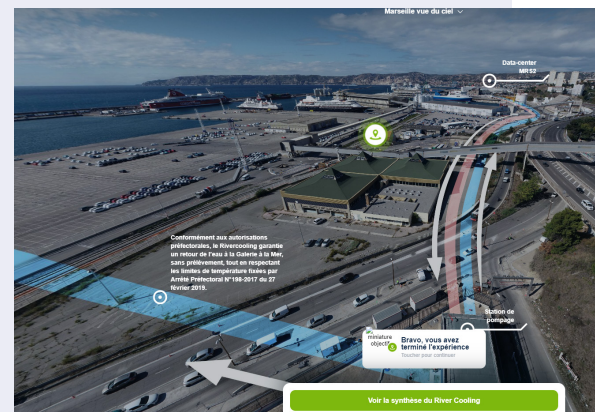 Marseille vue du ciel
Data-center
MRS2
Conformément aux autorisations
préfectorales, le Rivercooling garantie
un retour de l'eau à la Galerie à la Mer,
sans prélèvement, tout en respectant
les limites de température fixées par
Arrêté Préfectoral N°198-2017 du 27
février 2019.
Station de
pompage
miniature
objectif
Bravo, vous avez
terminé l'expérience
Toucher pour continuer
Voir la synthèse du River Cooling